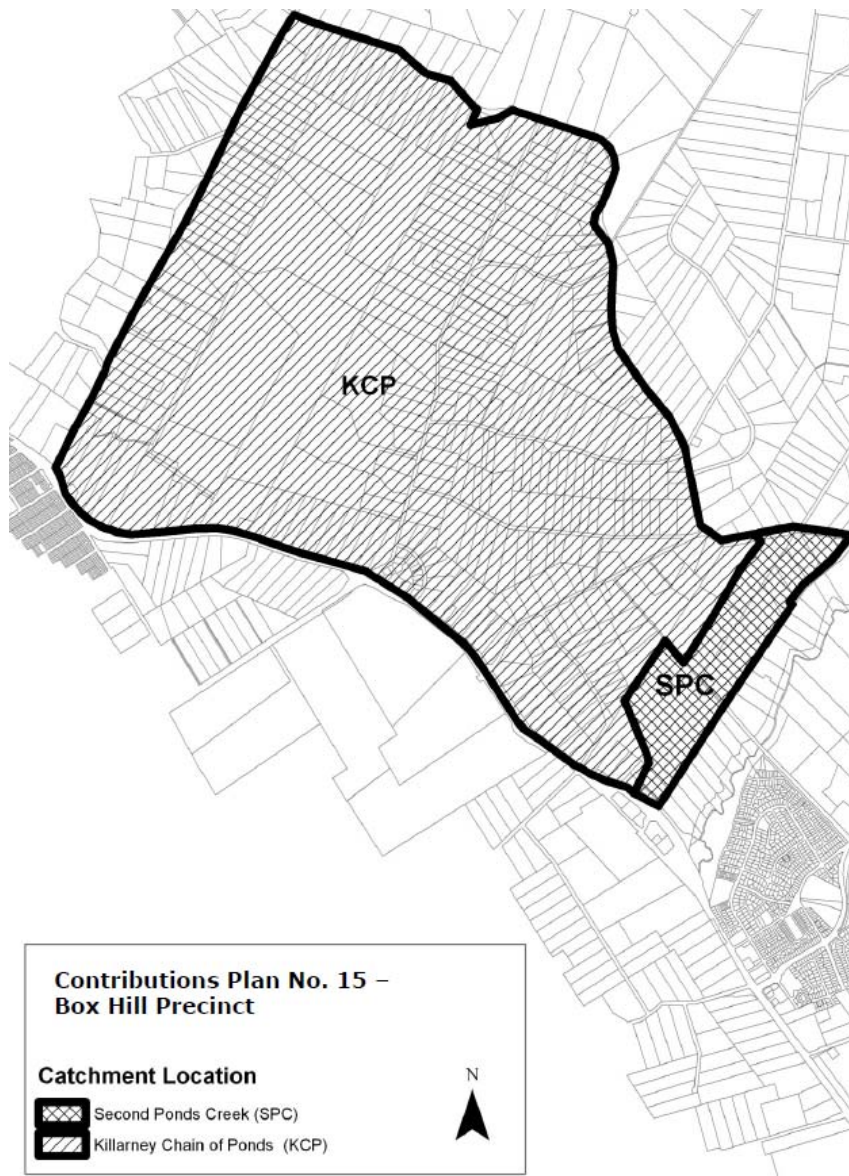 KCP
SPC
Contributions Plan No. 15 –
Box Hill Precinct
Catchment Location
N
Second Ponds Creek (SPC)
Killarney Chain of Ponds (KCP)